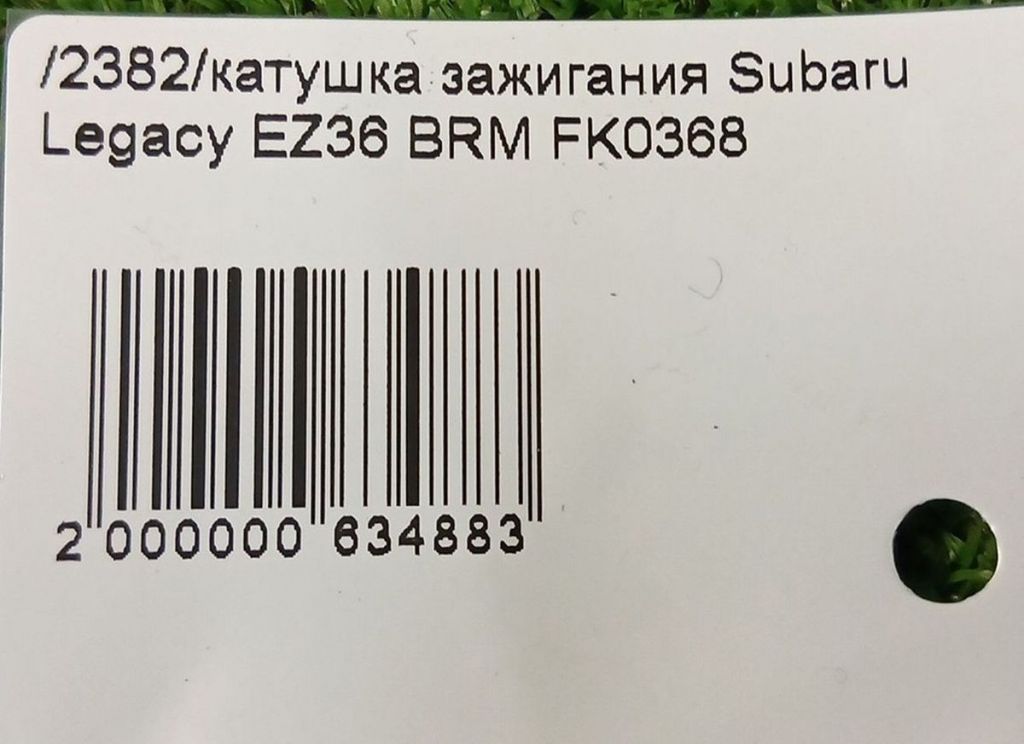 /2382/катушка зажигания Subaru
Legacy EZ36 BRM FK0368
2 000000 634883